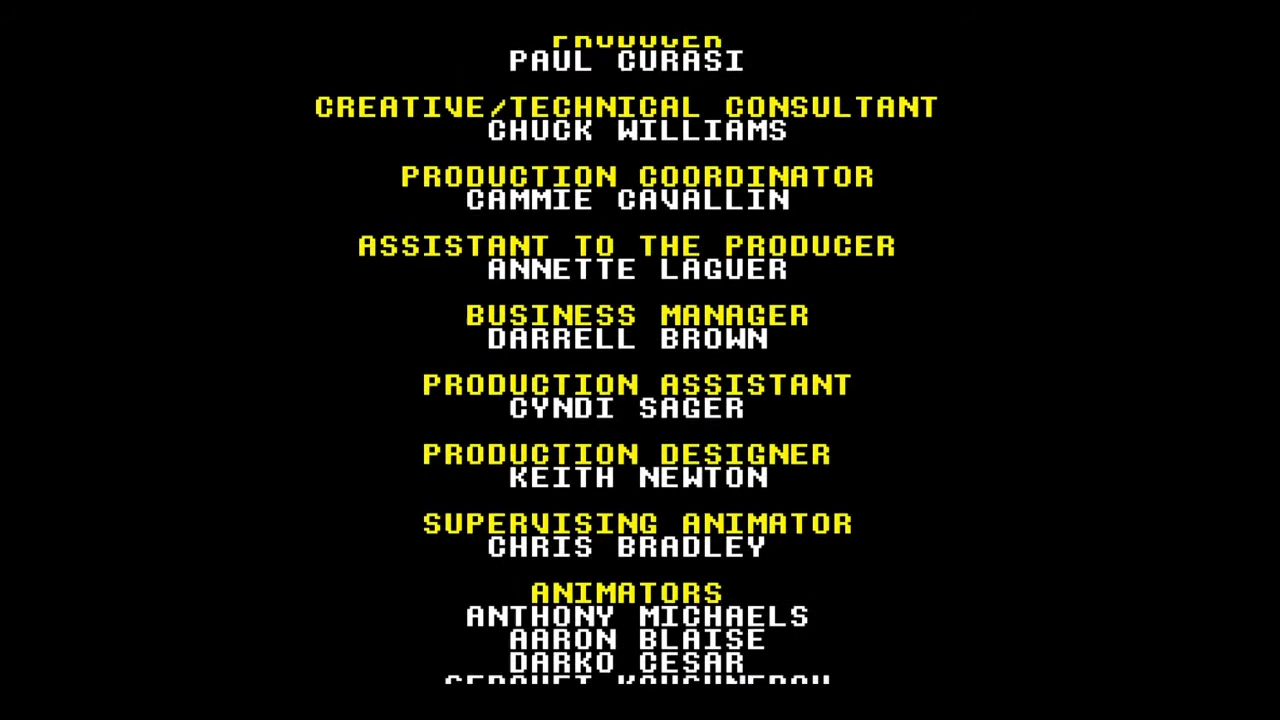 PRODUCER
PAUL CURASI
CREATIVE/TECHNICAL CONSULTANT
CHUCK WILLIAMS
PRODUCTION COORDINATOR
CAMMIE CAVALLIN
ASSISTANT TO THE PRODUCER
ANNETTE LAGUER
BUSINESS MANAGER
DARRELL BROWN
PRODUCTION ASSISTANT
CYNDI SAGER
PRODUCTION DESIGNER
KEITH NEWTON
SUPERVISING ANIMATOR
CHRIS BRADLEY
ANIMATORS
ANTHONY MICHAELS
AARON BLAISE
DARKO CESAR